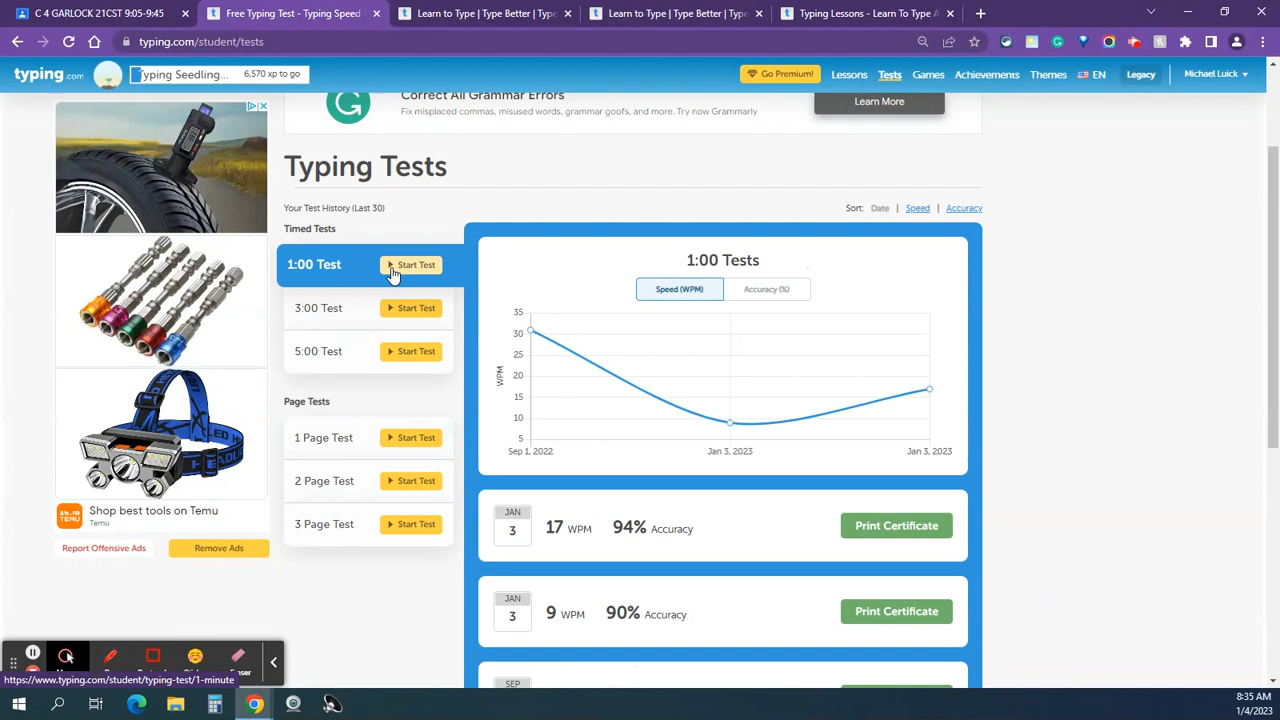 C 4 GARLOCK 21CST 9:05-9:45
Free Typing Test - Typing Speed
Learn to Type | Type Better | Type
Learn to Type | Type Better | Type
Typing Lessons - Learn To Type A
typing.com/student/tests
typing.com
Typing Seedling... 6,570 xp to go
Go Premium!
Lessons
Tests
Games
Achievements
Themes
EN
Legacy
Michael Luick
Correct All Grammar Errors
Fix misplaced commas, misused words, grammar goofs, and more. Try now Grammarly
Learn More
Typing Tests
Your Test History (Last 30)
Sort: Date | Speed | Accuracy
Timed Tests
1:00 Test Start Test
3:00 Test Start Test
5:00 Test Start Test
Page Tests
1 Page Test Start Test
2 Page Test Start Test
3 Page Test Start Test
1:00 Tests
Speed (WPM) Accuracy (%)
35
30
25
20
15
10
5
WPM
Sep 1, 2022 Jan 3, 2023 Jan 3, 2023
JAN
3
17 WPM 94% Accuracy
Print Certificate
JAN
3
9 WPM 90% Accuracy
Print Certificate
SEP
HEADLAMP
TEMU
Shop best tools on Temu
Temu
Report Offensive Ads
Remove Ads
https://www.typing.com/student/typing-test/1-minute
8:35 AM
1/4/2023